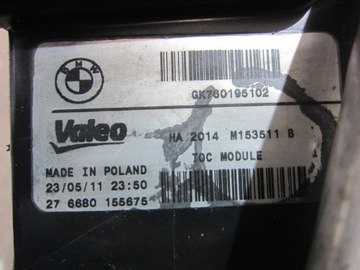 BMW
GK760195102
Valeo
HA 2014 M153511 B
TOC MODULE
MADE IN POLAND
23/05/11 23:50
27 6680 155675